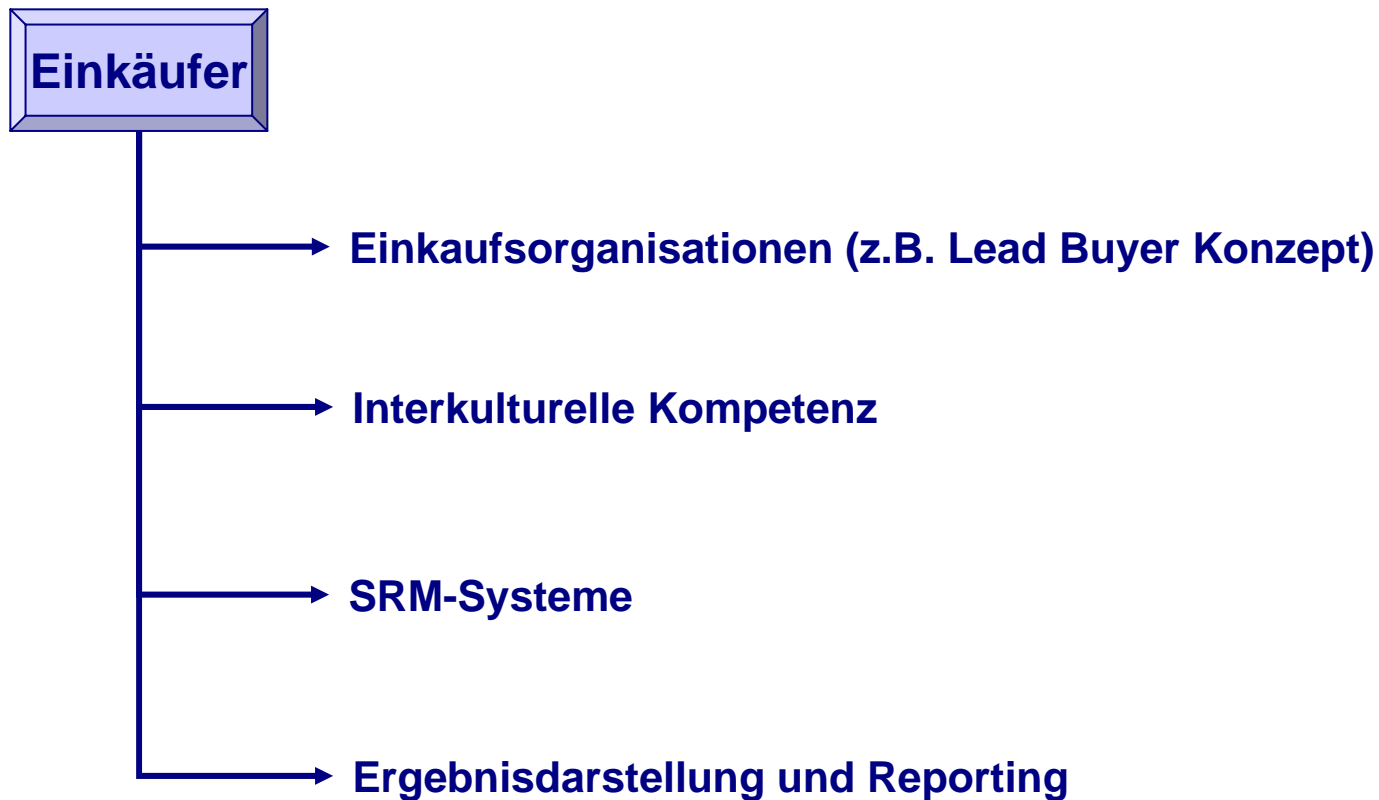 Einkäufer
Einkaufsorganisationen (z.B. Lead Buyer Konzept)
Interkulturelle Kompetenz
SRM-Systeme
Ergebnisdarstellung und Reporting